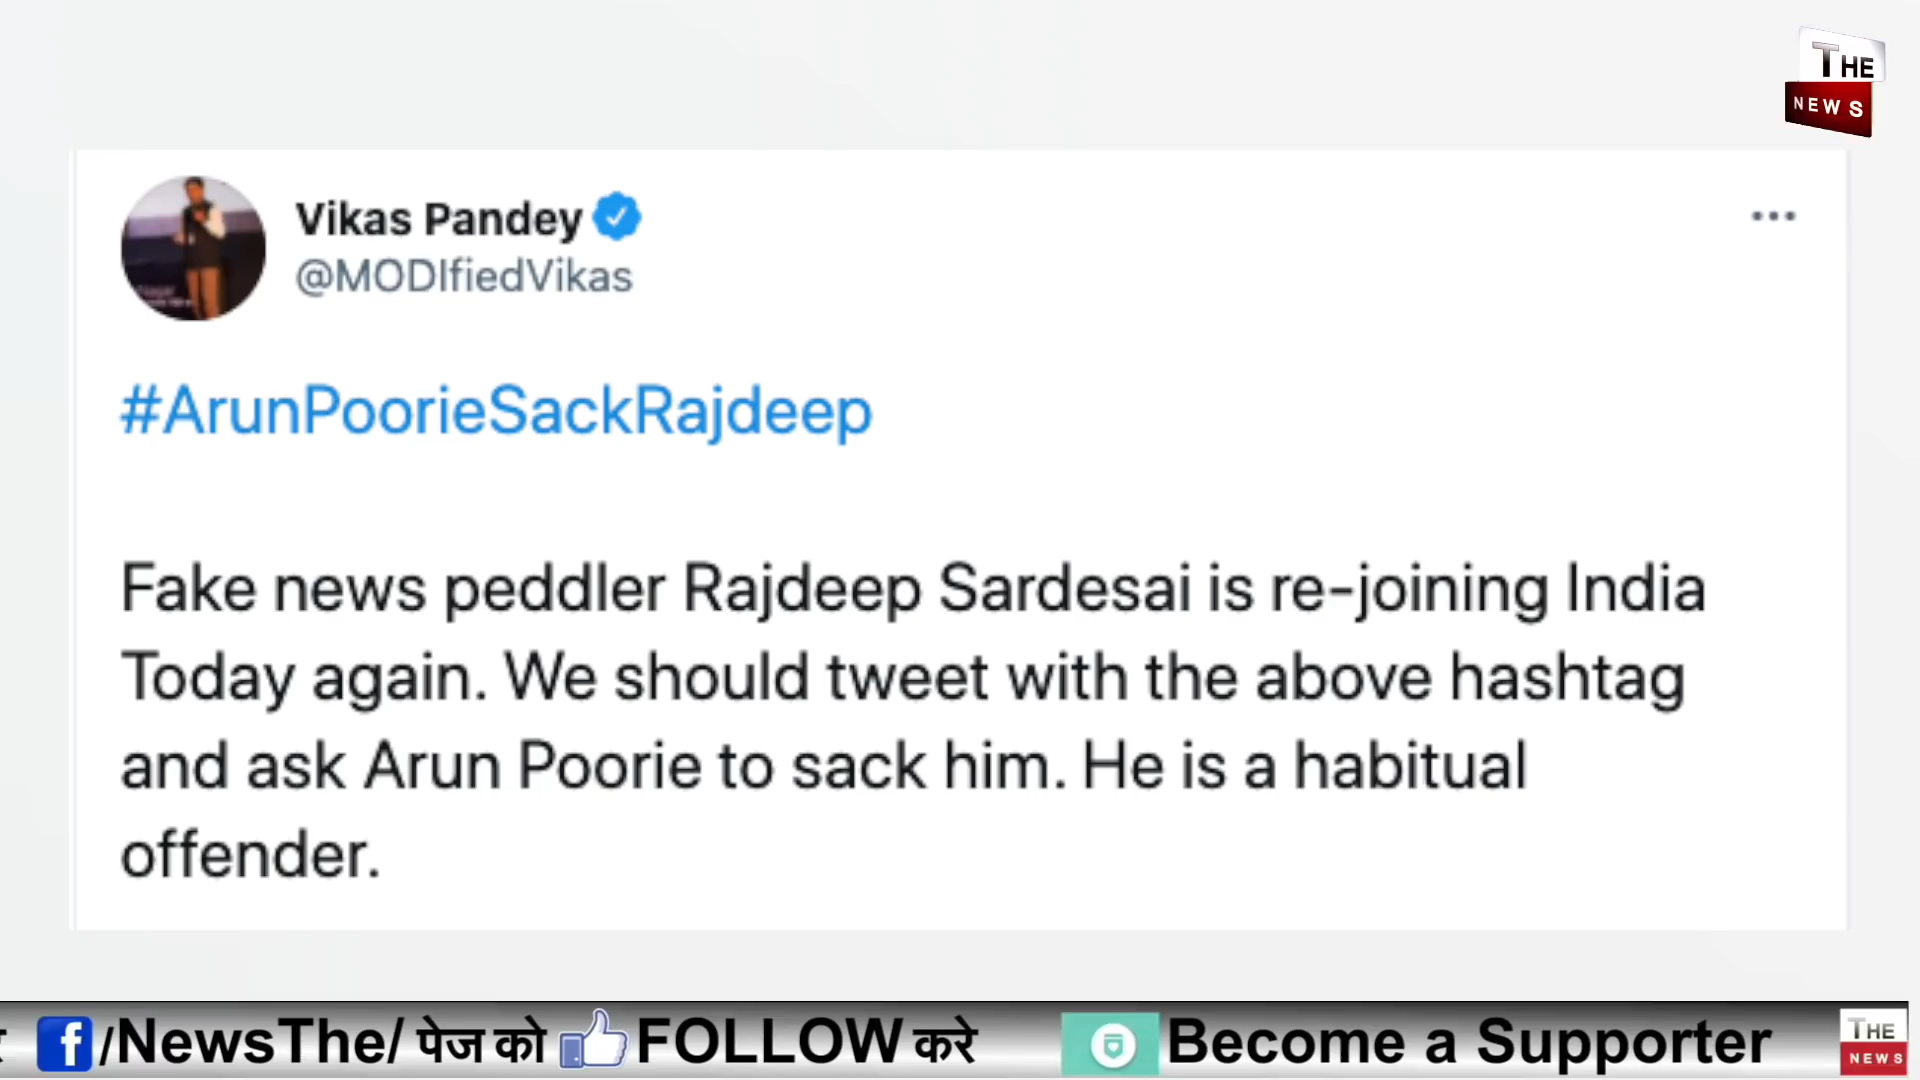 THE
NEWS
Vikas Pandey
@MODIfiedVikas
#ArunPoorieSackRajdeep
Fake news peddler Rajdeep Sardesai is re-joining India
Today again. We should tweet with the above hashtag
and ask Arun Poorie to sack him. He is a habitual
offender.
/NewsThe/ पेज को FOLLOW करे Become a Supporter
THE
NEWS